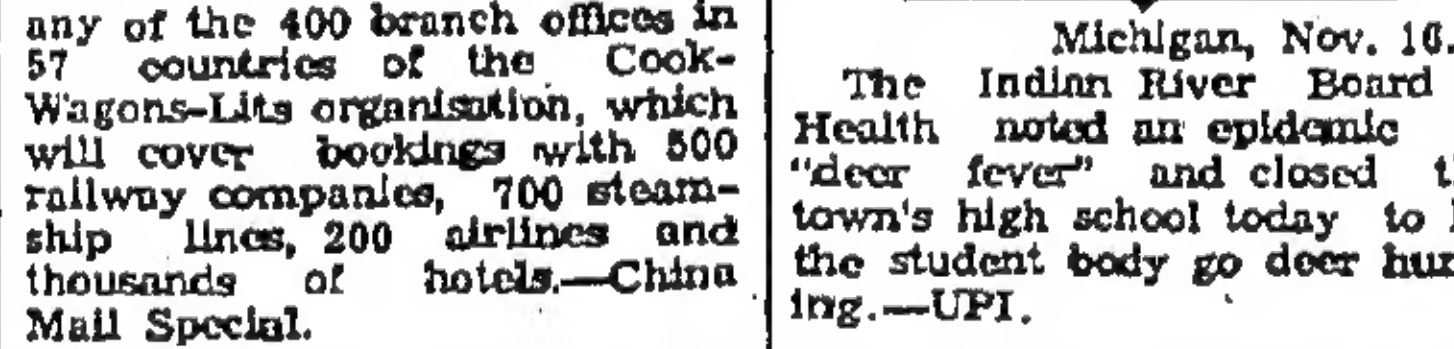 any of the 400 branch offices in
57 countries of the Cook-
Wagons-Lits organisation, which
will cover bookings with 500
railway companies, 700 steam-
ship lines, 200 airlines and
thousands of hotels.—China
Mail Special.
Michigan, Nov. 16.
The Indian River Board
Health noted an epidemic
"deer fever" and closed
town's high school today to
the student body go deer
ing.—UPI.